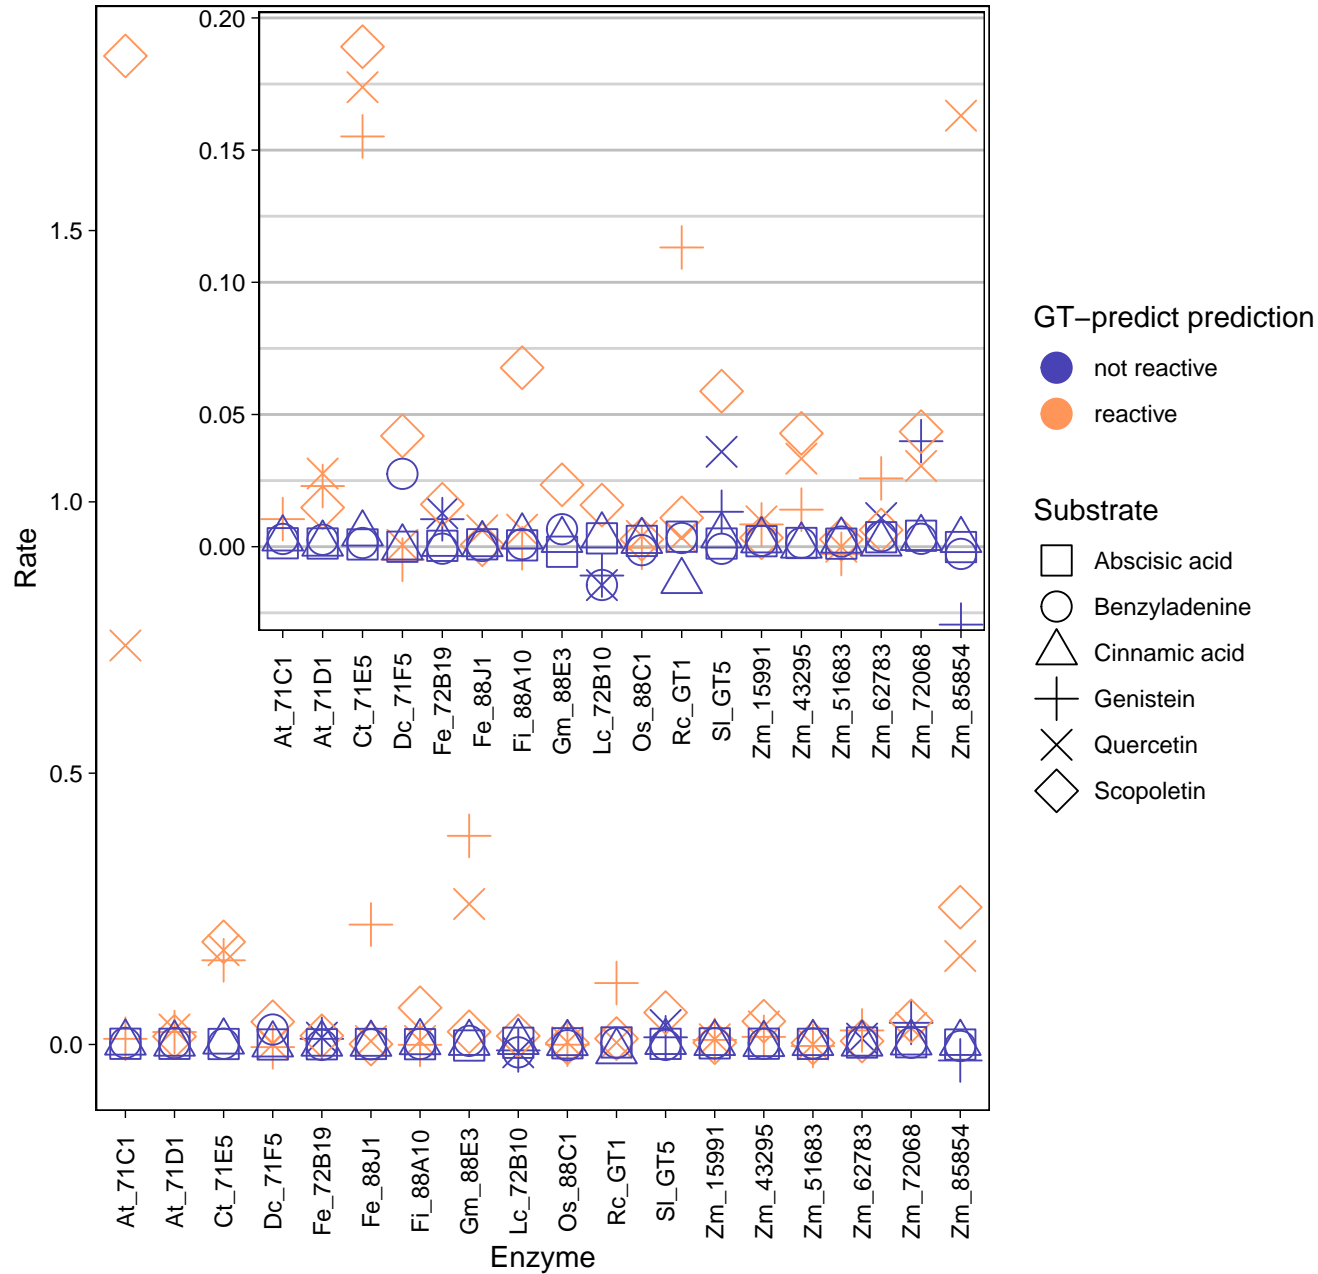 0.20
0.15
0.10
0.05
0.00
At_71C1
At_71D1
Ct_71E5
Dc_71F5
Fe_72B19
Fe_88J1
Fi_88A10
Gm_88E3
Lc_72B10
Os_88C1
Rc_GT1
Sl_GT5
Zm_15991
Zm_43295
Zm_51683
Zm_62783
Zm_72068
Zm_85854
Rate
1.5
1.0
0.5
0.0
At_71C1
At_71D1
Ct_71E5
Dc_71F5
Fe_72B19
Fe_88J1
Fi_88A10
Gm_88E3
Lc_72B10
Os_88C1
Rc_GT1
Sl_GT5
Zm_15991
Zm_43295
Zm_51683
Zm_62783
Zm_72068
Zm_85854
Enzyme
GT−predict prediction
not reactive
reactive
Substrate
Abscisic acid
Benzyladenine
Cinnamic acid
Genistein
Quercetin
Scopoletin